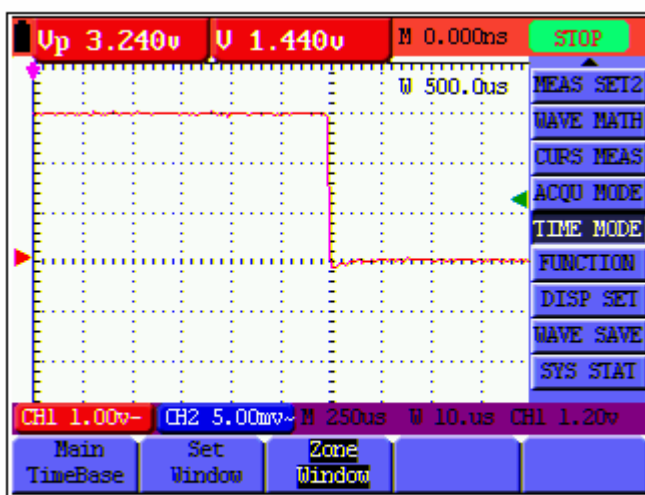 Vp 3.240v V 1.440v M 0.000ns STOP
W 500.0us
MEAS SET2
WAVE MATH
CURS MEAS
ACQU MODE
TIME MODE
FUNCTION
DISP SET
WAVE SAVE
SYS STAT
CH1 1.00v- CH2 5.00mv~ M 250us W 10.us CH1 1.20v
Main TimeBase
Set Window
Zone Window